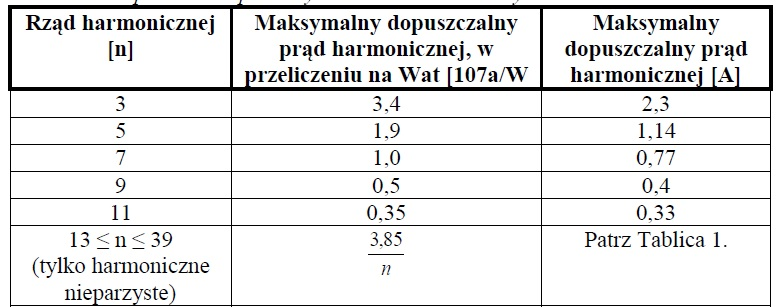 Rząd harmonicznej [n] | Maksymalny dopuszczalny prąd harmonicznej, w przeliczeniu na Wat [107a/W | Maksymalny dopuszczalny prąd harmonicznej [A]
3 | 3,4 | 2,3
5 | 1,9 | 1,14
7 | 1,0 | 0,77
9 | 0,5 | 0,4
11 | 0,35 | 0,33
13 ≤ n ≤ 39 (tylko harmoniczne nieparzyste) | 3,85/n | Patrz Tablica 1.